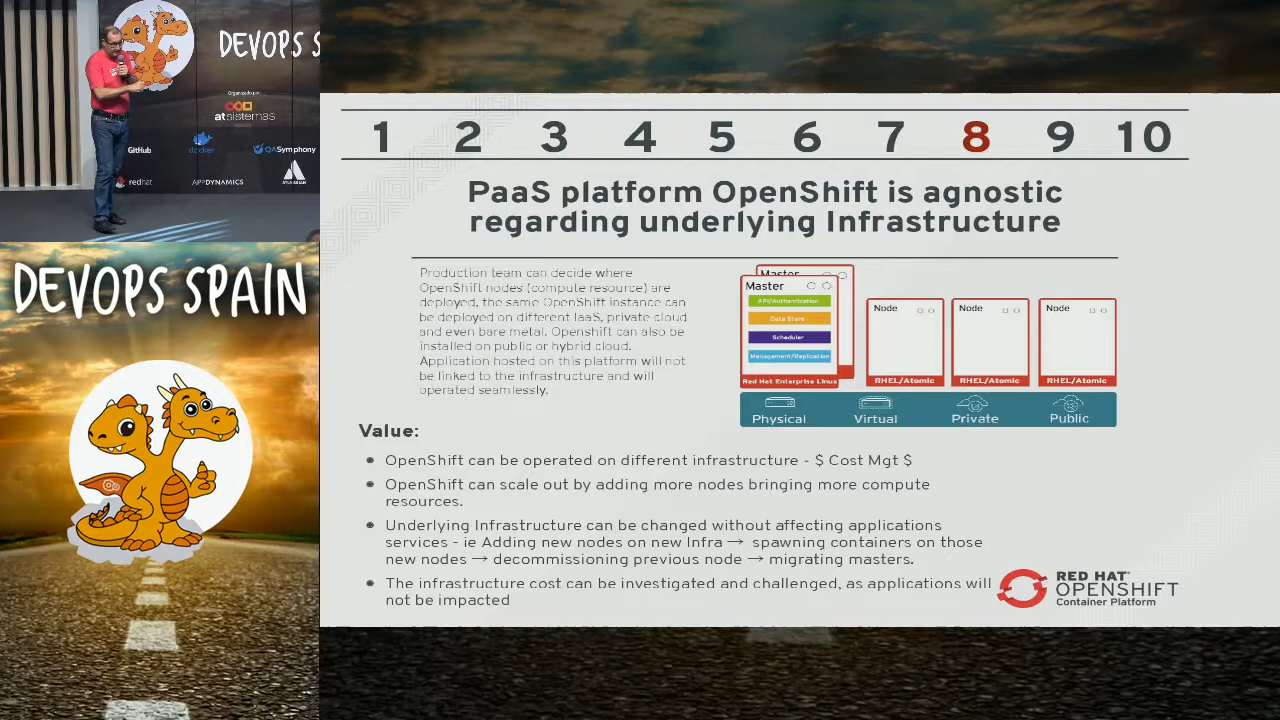 DEVOPS S
Organizado por:
atsistemas
GitHub
docker
QASymphony
redhat
APPDYNAMICS
ATLASSIAN
DEVOPS SPAIN
1 2 3 4 5 6 7 8 9 10
PaaS platform OpenShift is agnostic
regarding underlying Infrastructure
Production team can decide where
OpenShift nodes (compute resource) are
deployed, the same OpenShift instance can
be deployed on different IaaS, private cloud
and even bare metal. Openshift can also be
installed on public or hybrid cloud.
Application hosted on this platform will not
be linked to the infrastructure and will
operated seamlessly.
Master
Master
API/Authentication
Data Store
Scheduler
Management/Replication
Red Hat Enterprise Linux
Node
RHEL/Atomic
Node
RHEL/Atomic
Node
RHEL/Atomic
Physical
Virtual
Private
Public
Value:
OpenShift can be operated on different infrastructure - $ Cost Mgt $
OpenShift can scale out by adding more nodes bringing more compute
resources.
Underlying Infrastructure can be changed without affecting applications
services - ie Adding new nodes on new Infra → spawning containers on those
new nodes → decommissioning previous node → migrating masters.
The infrastructure cost can be investigated and challenged, as applications will
not be impacted
RED HAT
OPENSHIFT
Container Platform